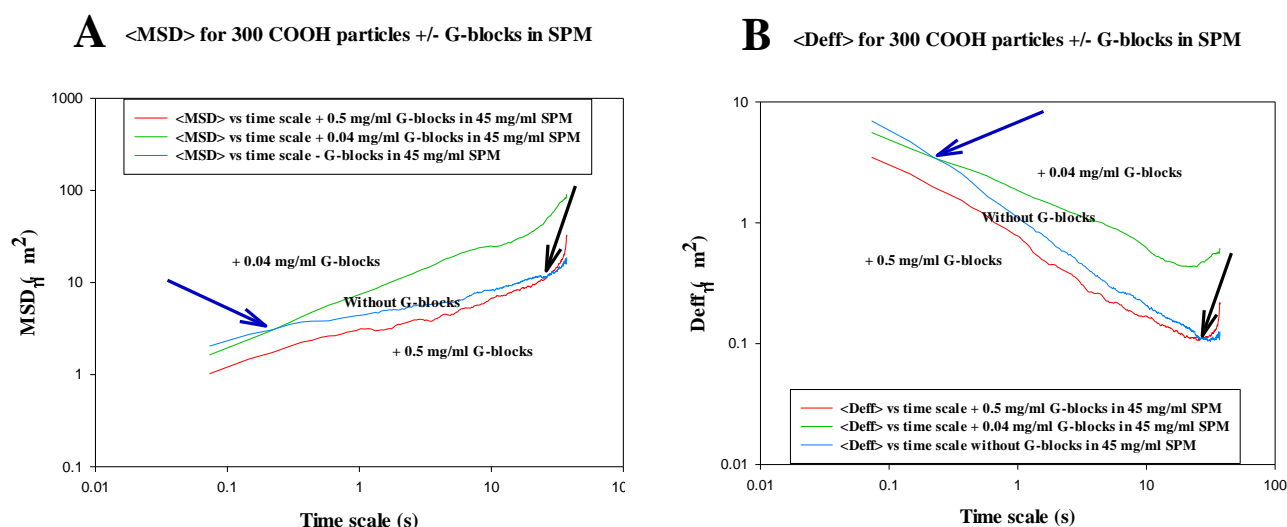 A <MSD> for 300 COOH particles +/- G-blocks in SPM
1000
100
10
1
0.1
MSD (   m²)
<MSD> vs time scale + 0.5 mg/ml G-blocks in 45 mg/ml SPM
<MSD> vs time scale + 0.04 mg/ml G-blocks in 45 mg/ml SPM
<MSD> vs time scale - G-blocks in 45 mg/ml SPM
+ 0.04 mg/ml G-blocks
Without G-blocks
+ 0.5 mg/ml G-blocks
0.01 0.1 1 10
Time scale (s)
B <Deff> for 300 COOH particles +/- G-blocks in SPM
10
1
0.1
0.01
Deff (   m²)
+ 0.04 mg/ml G-blocks
Without G-blocks
+ 0.5 mg/ml G-blocks
<Deff> vs time scale + 0.5 mg/ml G-blocks in 45 mg/ml SPM
<Deff> vs time scale + 0.04 mg/ml G-blocks in 45 mg/ml SPM
<Deff> vs time scale without G-blocks in 45 mg/ml SPM
0.01 0.1 1 10 100
Time scale (s)